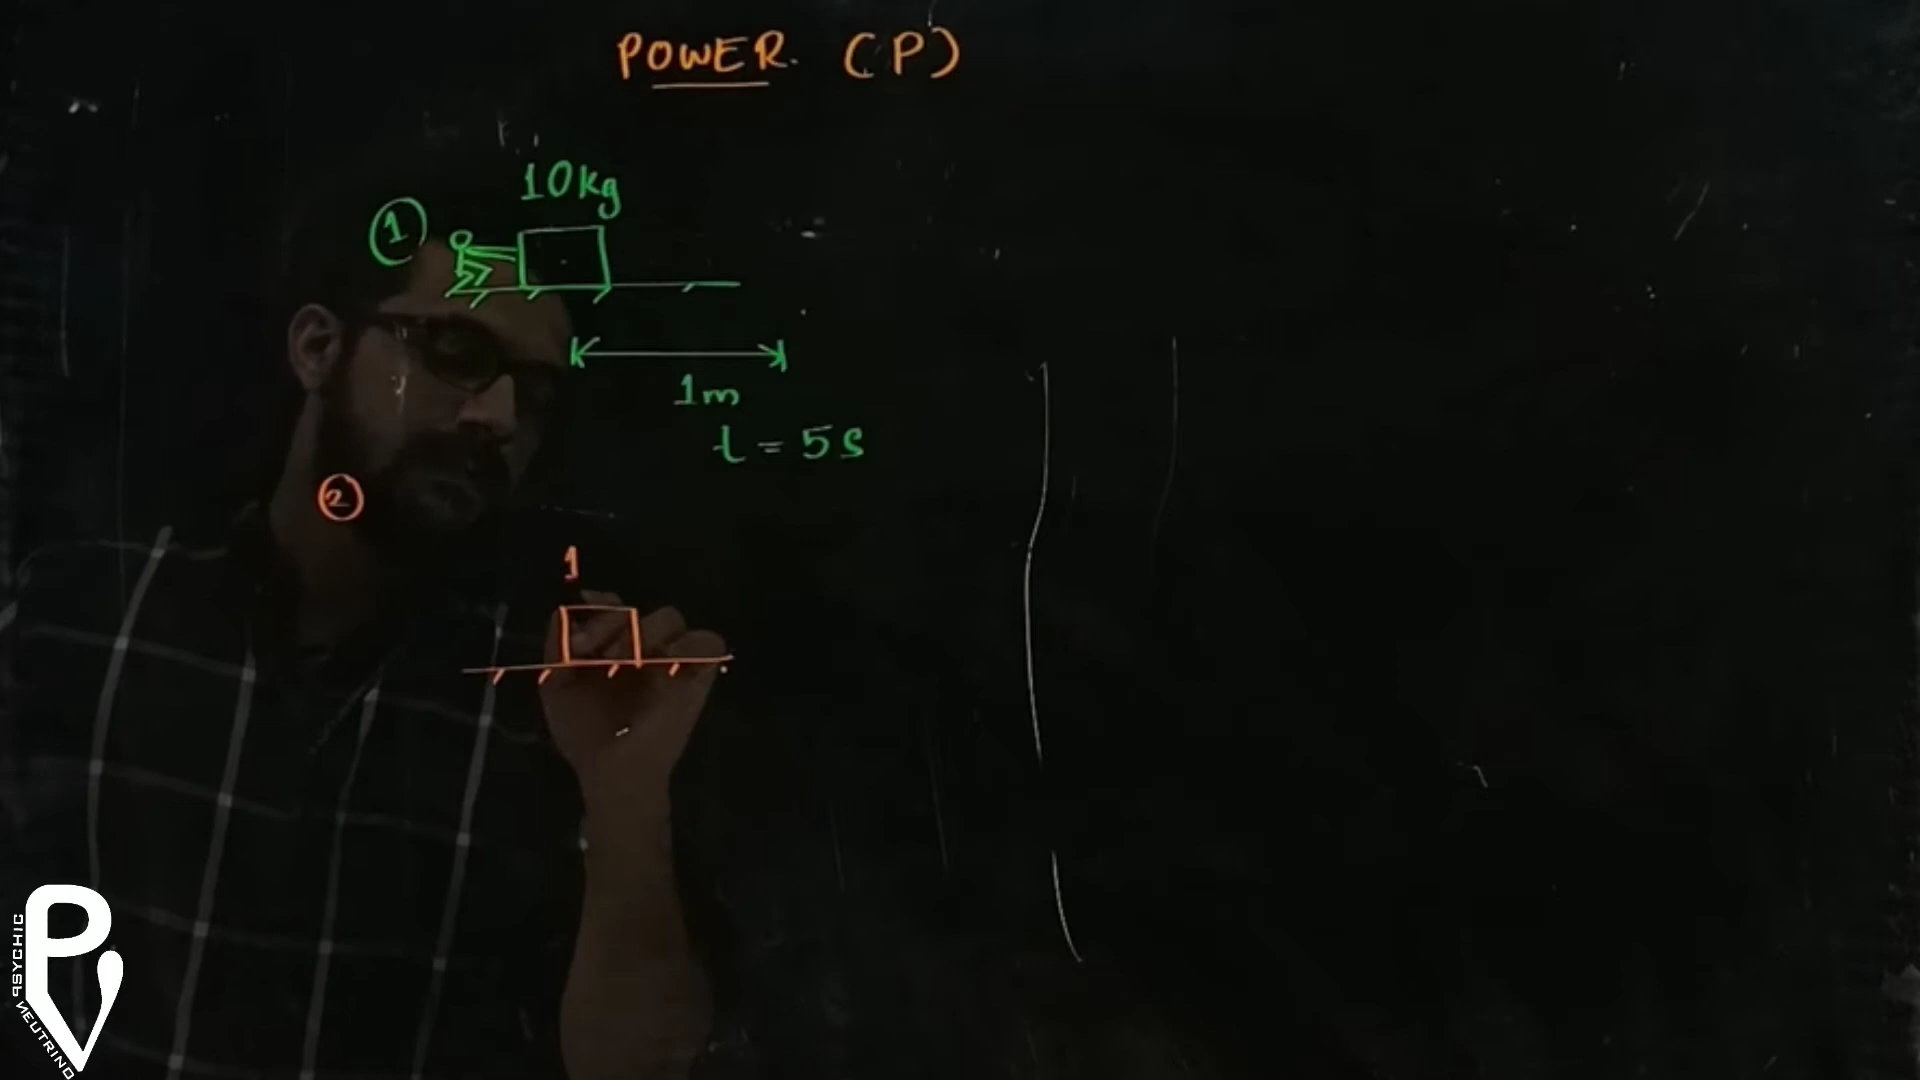 POWER. (P)
10kg
1
1m
t = 5s
2
1
PSYCHIC
NEUTRINO